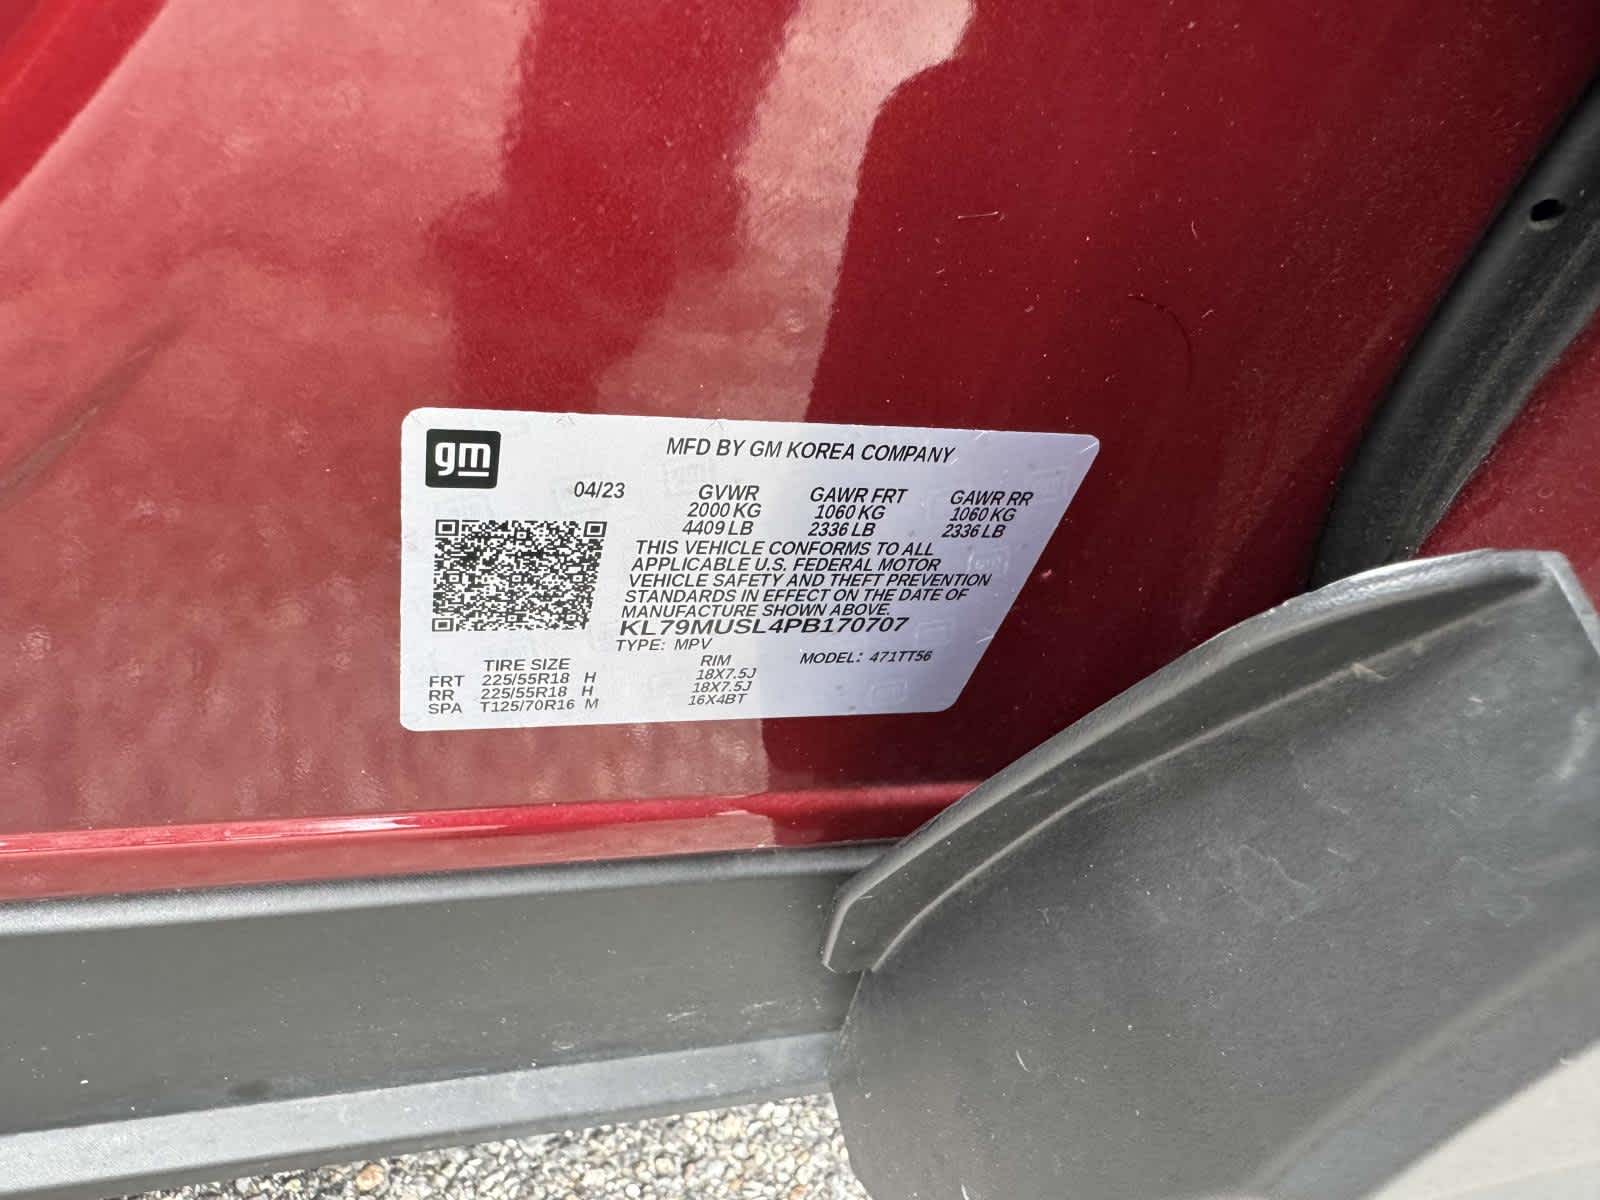 gm
MFD BY GM KOREA COMPANY
04/23 GVWR GAWR FRT GAWR RR
2000 KG 1060 KG 1060 KG
4409 LB 2336 LB 2336 LB
THIS VEHICLE CONFORMS TO ALL
APPLICABLE U.S. FEDERAL MOTOR
VEHICLE SAFETY AND THEFT PREVENTION
STANDARDS IN EFFECT ON THE DATE OF
MANUFACTURE SHOWN ABOVE.
KL79MUSL4PB170707
TYPE: MPV MODEL: 471TT56
TIRE SIZE RIM
FRT 225/55R18 H 18X7.5J
RR 225/55R18 H 18X7.5J
SPA T125/70R16 M 16X4BT